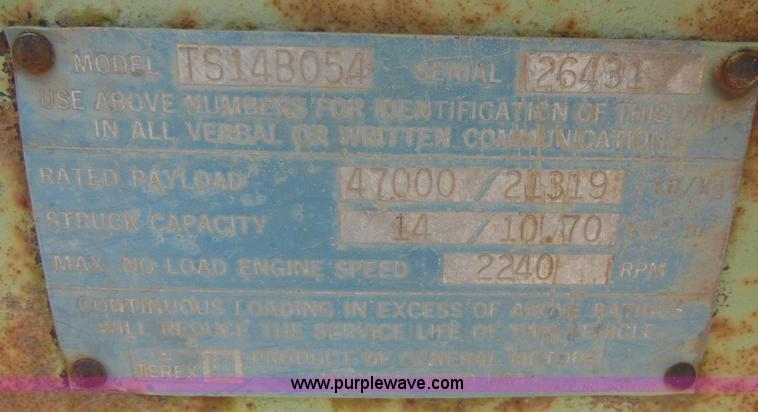 MODEL TS14B054 SERIAL 26431
USE ABOVE NUMBERS FOR IDENTIFICATION OF THIS UNIT
IN ALL VERBAL OR WRITTEN COMMUNICATIONS
RATED PAYLOAD 47000 / 21319 LB/Kg
STRUCK CAPACITY 14 / 10.70 YD³ m³
MAX. NO LOAD ENGINE SPEED 2240 RPM
CONTINUOUS LOADING IN EXCESS OF ABOVE RATINGS
WILL REDUCE THE SERVICE LIFE OF THIS VEHICLE.
TEREX PRODUCT OF GENERAL MOTORS
www.purplewave.com